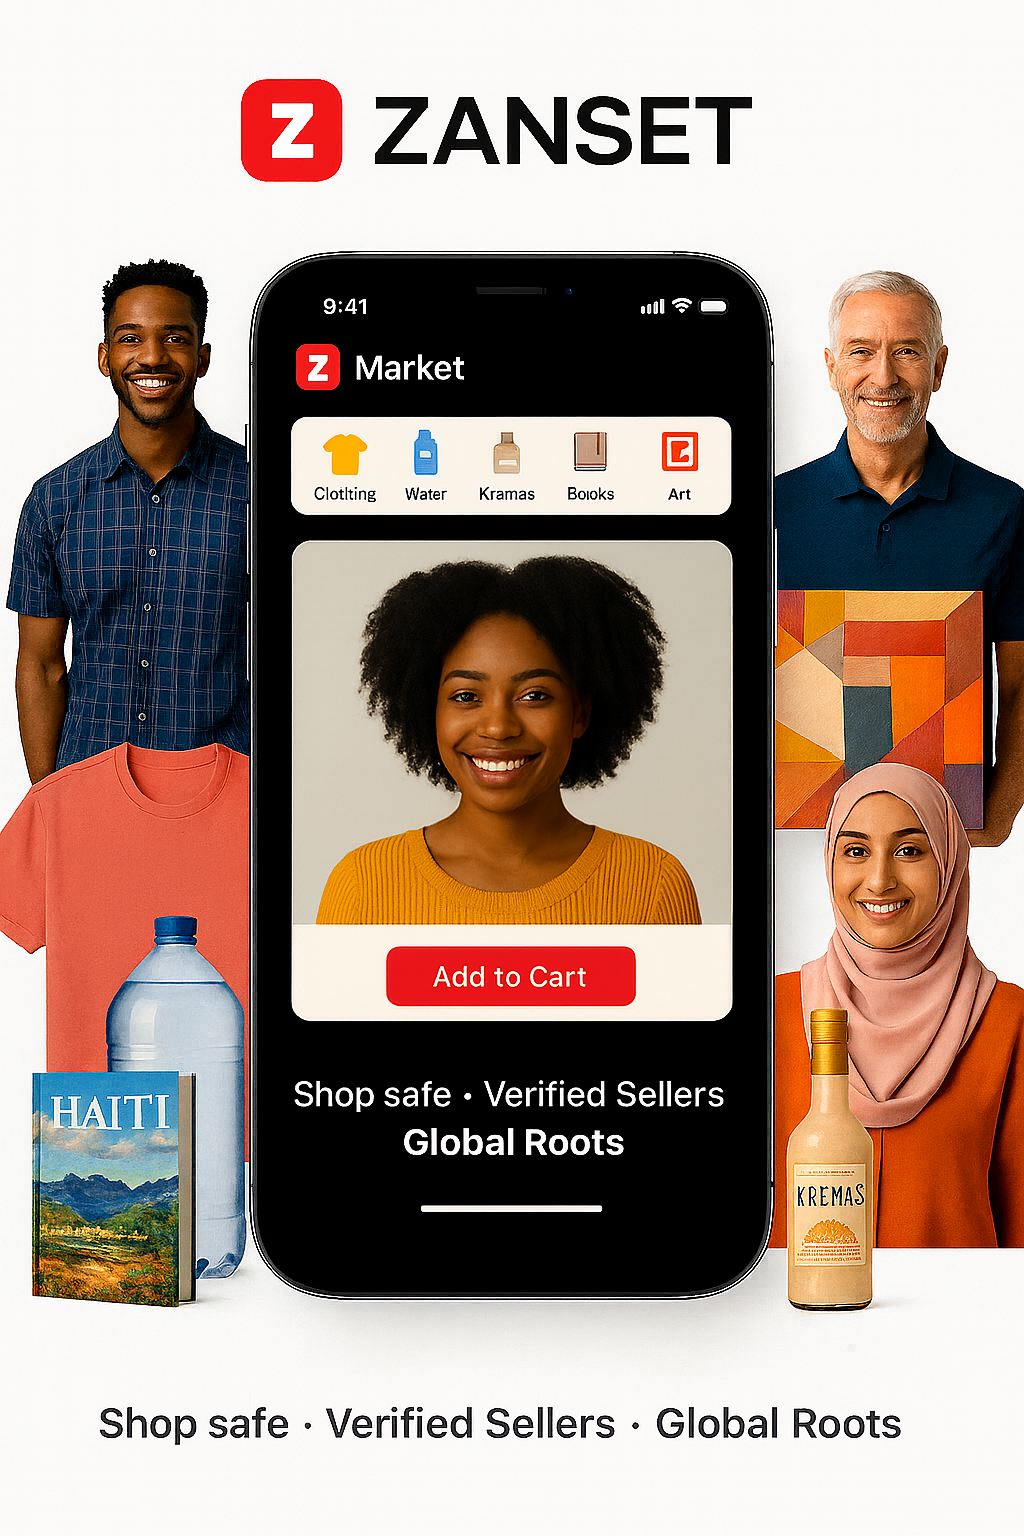 Z ZANSET
9:41
Z Market
Clotlting Water Kramas Boıoks Art
Add to Cart
HAITI
Shop safe • Verified Sellers
Global Roots
KREMAS
Shop safe · Verified Sellers · Global Roots